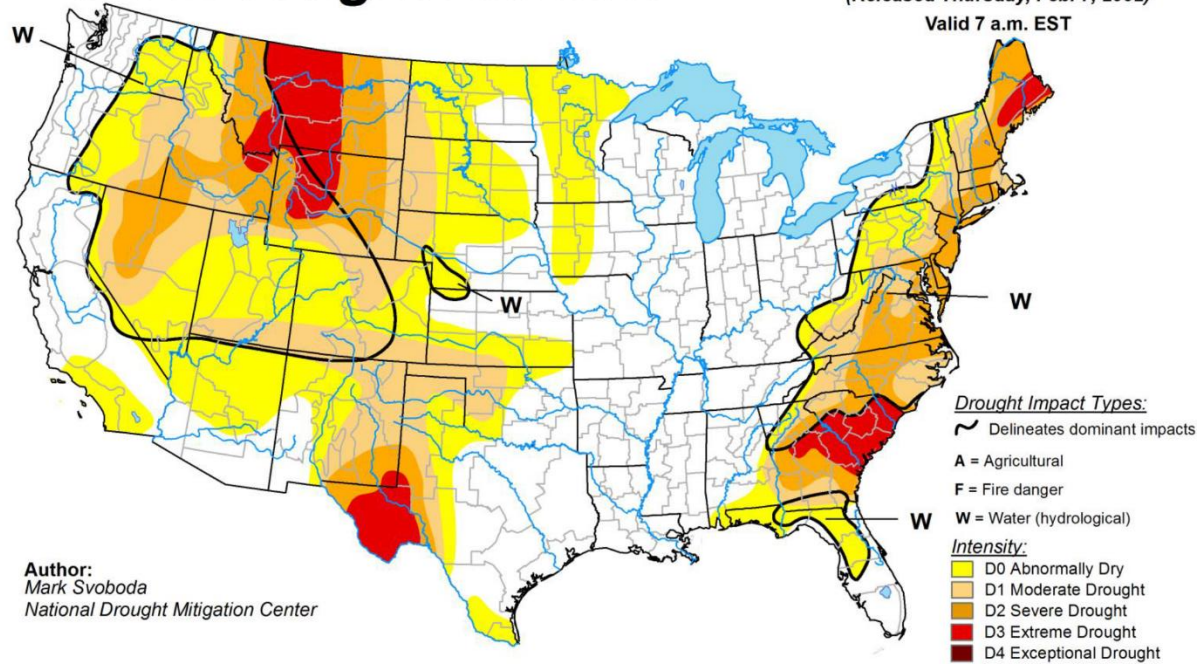 Valid 7 a.m. EST
W
W
W
W
Drought Impact Types:
Delineates dominant impacts
A = Agricultural
F = Fire danger
W = Water (hydrological)
Intensity:
D0 Abnormally Dry
D1 Moderate Drought
D2 Severe Drought
D3 Extreme Drought
D4 Exceptional Drought
Author:
Mark Svoboda
National Drought Mitigation Center